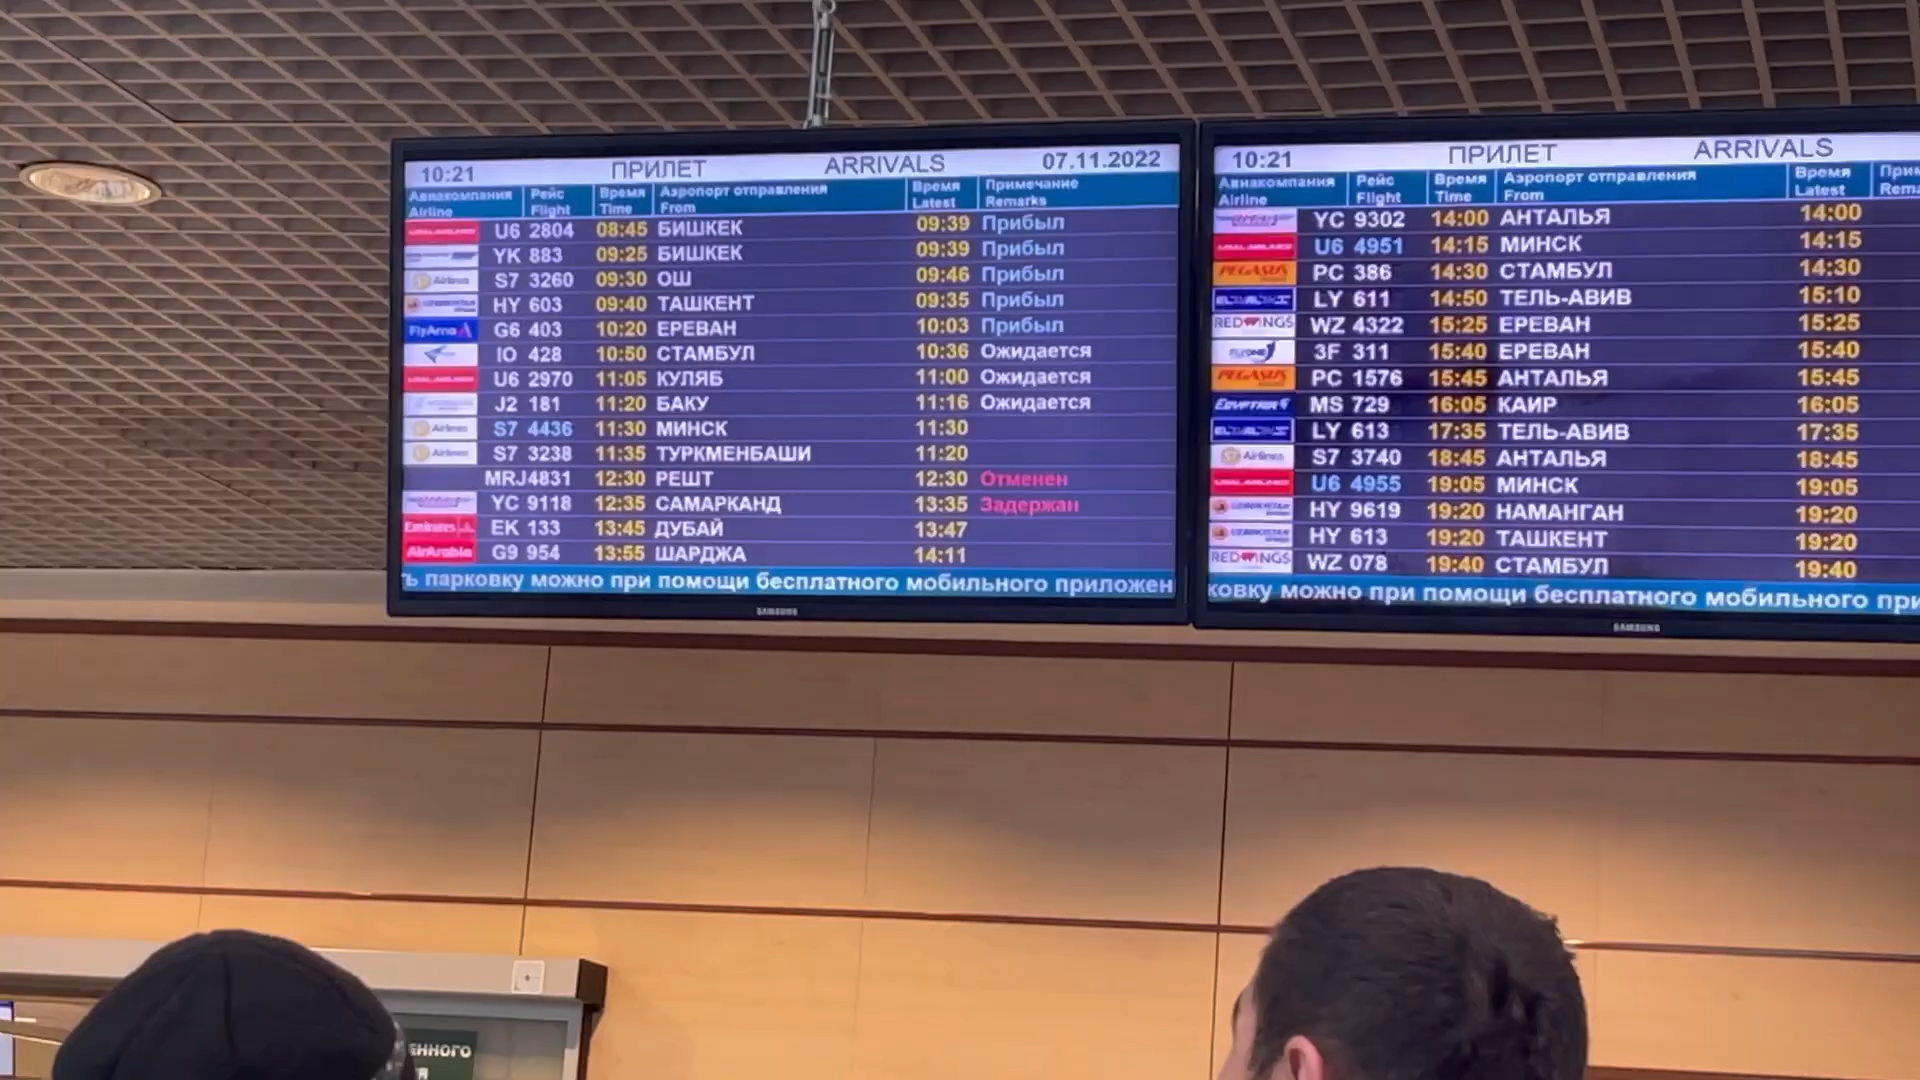 10:21 ПРИЛЕТ ARRIVALS 07.11.2022
Авиакомпания Рейс Время Аэропорт отправления Время Примечание
Airline Flight Time From Latest Remarks
U6 2804 08:45 БИШКЕК 09:39 Прибыл
YK 883 09:25 БИШКЕК 09:39 Прибыл
Airlines S7 3260 09:30 ОШ 09:46 Прибыл
HY 603 09:40 ТАШКЕНТ 09:35 Прибыл
FlyArna G6 403 10:20 ЕРЕВАН 10:03 Прибыл
IO 428 10:50 СТАМБУЛ 10:36 Ожидается
U6 2970 11:05 КУЛЯБ 11:00 Ожидается
J2 181 11:20 БАКУ 11:16 Ожидается
Airlines S7 4436 11:30 МИНСК 11:30
Airlines S7 3238 11:35 ТУРКМЕНБАШИ 11:20
MRJ4831 12:30 РЕШТ 12:30 Отменен
YC 9118 12:35 САМАРКАНД 13:35 Задержан
Emirates EK 133 13:45 ДУБАЙ 13:47
AirArabia G9 954 13:55 ШАРДЖА 14:11
ть парковку можно при помощи бесплатного мобильного приложен
SAMSUNG
10:21 ПРИЛЕТ ARRIVALS
Авиакомпания Рейс Время Аэропорт отправления Время Прим
Airline Flight Time From Latest Rema
YC 9302 14:00 АНТАЛЬЯ 14:00
U6 4951 14:15 МИНСК 14:15
PEGASUS PC 386 14:30 СТАМБУЛ 14:30
LY 611 14:50 ТЕЛЬ-АВИВ 15:10
REDWINGS WZ 4322 15:25 ЕРЕВАН 15:25
FLYONE 3F 311 15:40 ЕРЕВАН 15:40
PEGASUS PC 1576 15:45 АНТАЛЬЯ 15:45
EGYPTAIR MS 729 16:05 КАИР 16:05
LY 613 17:35 ТЕЛЬ-АВИВ 17:35
Airlines S7 3740 18:45 АНТАЛЬЯ 18:45
U6 4955 19:05 МИНСК 19:05
HY 9619 19:20 НАМАНГАН 19:20
HY 613 19:20 ТАШКЕНТ 19:20
REDWINGS WZ 078 19:40 СТАМБУЛ 19:40
ковку можно при помощи бесплатного мобильного при
SAMSUNG
ЕННОГО